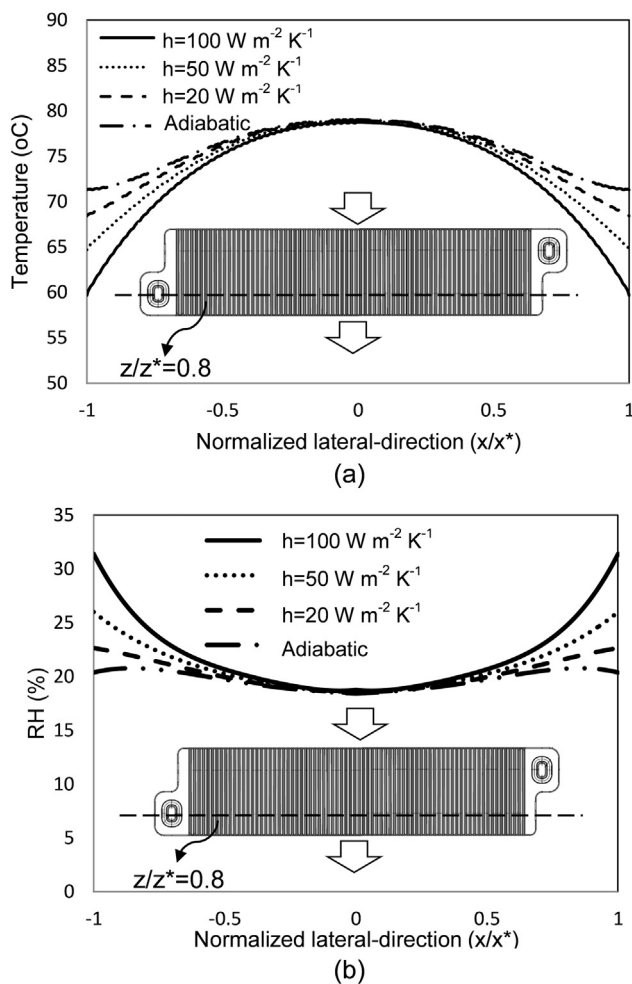 90
85
80
75
70
65
60
55
50
Temperature (oC)
h=100 W m⁻² K⁻¹
h=50 W m⁻² K⁻¹
h=20 W m⁻² K⁻¹
Adiabatic
z/z*=0.8
-1 -0.5 0 0.5 1
Normalized lateral-direction (x/x*)
(a)
35
30
25
20
15
10
5
0
RH (%)
h=100 W m⁻² K⁻¹
h=50 W m⁻² K⁻¹
h=20 W m⁻² K⁻¹
Adiabatic
z/z*=0.8
-1 -0.5 0 0.5 1
Normalized lateral-direction (x/x*)
(b)